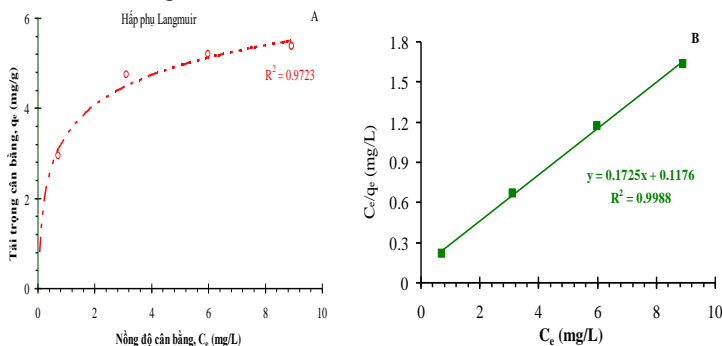 Hấp phụ Langmuir
A
Tải trọng cân bằng, qe (mg/g)
6
4
2
0
R² = 0.9723
0 2 4 6 8 10
Nồng độ cân bằng, Ce (mg/L)
B
Ce/qe (mg/L)
1.8
1.5
1.2
0.9
0.6
0.3
0
y = 0.1725x + 0.1176
R² = 0.9988
0 2 4 6 8 10
Ce (mg/L)